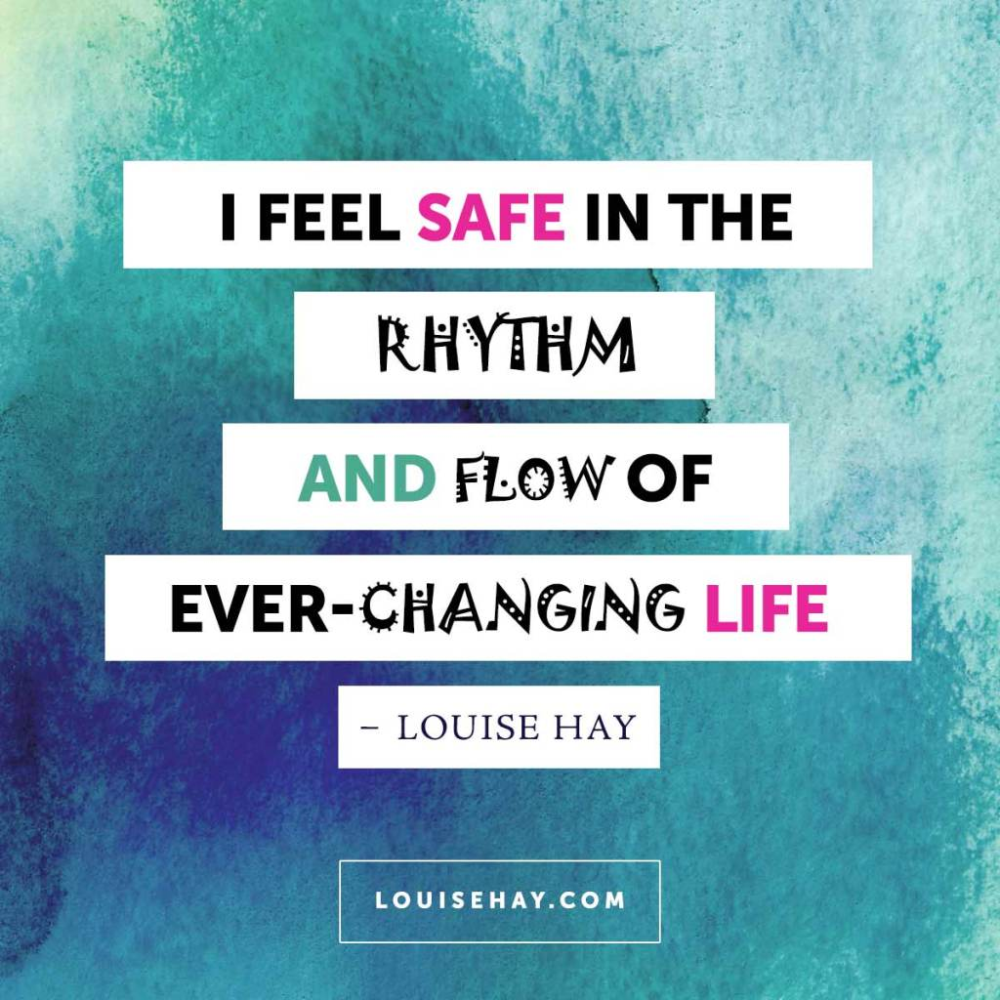 I FEEL SAFE IN THE
RHYTHM
AND FLOW OF
EVER-CHANGING LIFE
– LOUISE HAY
LOUISEHAY.COM